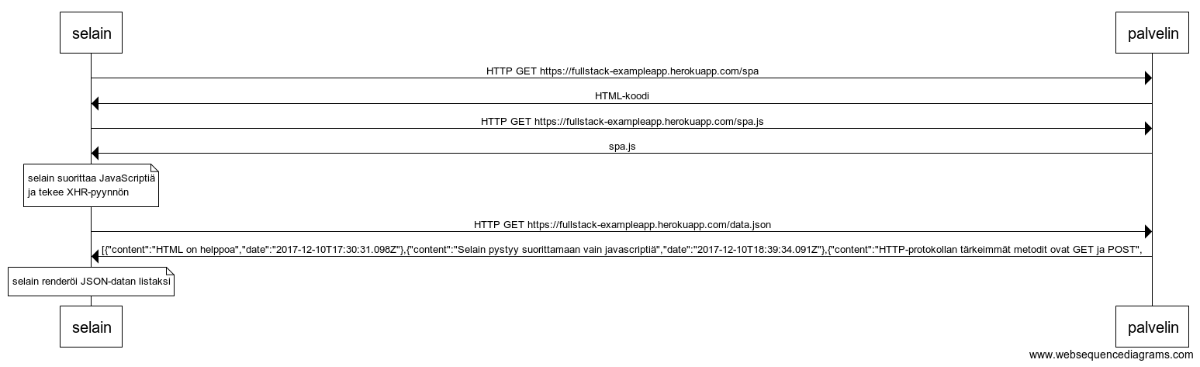 selain
palvelin
HTTP GET https://fullstack-exampleapp.herokuapp.com/spa
HTML-koodi
HTTP GET https://fullstack-exampleapp.herokuapp.com/spa.js
spa.js
selain suorittaa JavaScriptiä
ja tekee XHR-pyynnön
HTTP GET https://fullstack-exampleapp.herokuapp.com/data.json
[{"content":"HTML on helppoa","date":"2017-12-10T17:30:31.098Z"},{"content":"Selain pystyy suorittamaan vain javascriptiä","date":"2017-12-10T18:39:34.091Z"},{"content":"HTTP-protokollan tärkeimmät metodit ovat GET ja POST",
selain renderöi JSON-datan listaksi
selain
palvelin
www.websequencediagrams.com